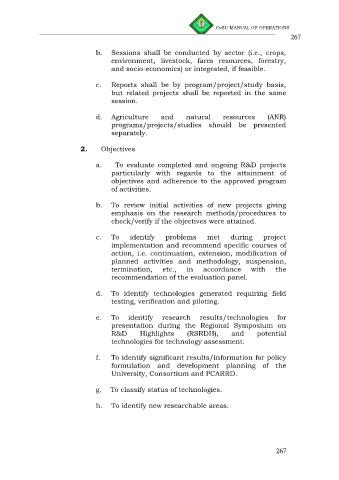 CvSU MANUAL OF OPERATIONS
267
b. Sessions shall be conducted by sector (i.e., crops,
environment, livestock, farm resources, forestry,
and socio-economics) or integrated, if feasible.
c. Reports shall be by program/project/study basis,
but related projects shall be reported in the same
session.
d. Agriculture and natural resources (ANR)
programs/projects/studies should be presented
separately.
2. Objectives
a. To evaluate completed and ongoing R&D projects
particularly with regards to the attainment of
objectives and adherence to the approved program
of activities.
b. To review initial activities of new projects giving
emphasis on the research methods/procedures to
check/verify if the objectives were attained.
c. To identify problems met during project
implementation and recommend specific courses of
action, i.e. continuation, extension, modification of
planned activities and methodology, suspension,
termination, etc., in accordance with the
recommendation of the evaluation panel.
d. To identify technologies generated requiring field
testing, verification and piloting.
e. To identify research results/technologies for
presentation during the Regional Symposium on
R&D Highlights (RSRDH), and potential
technologies for technology assessment.
f. To identify significant results/information for policy
formulation and development planning of the
University, Consortium and PCARRD.
g. To classify status of technologies.
h. To identify new researchable areas.
267